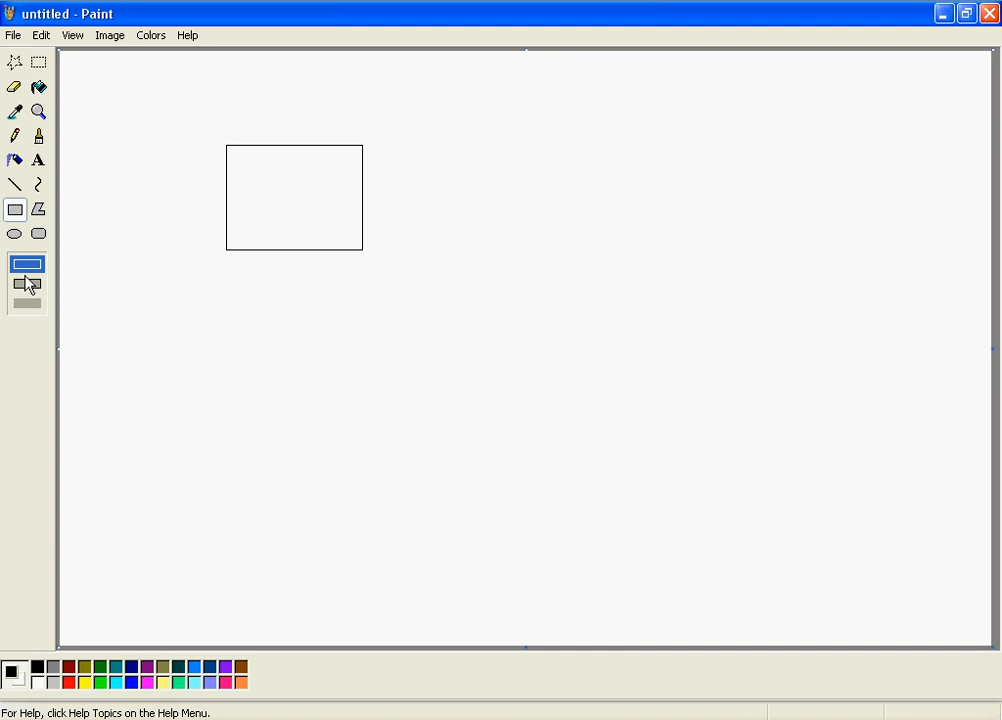 untitled - Paint
File Edit View Image Colors Help
A
For Help, click Help Topics on the Help Menu.